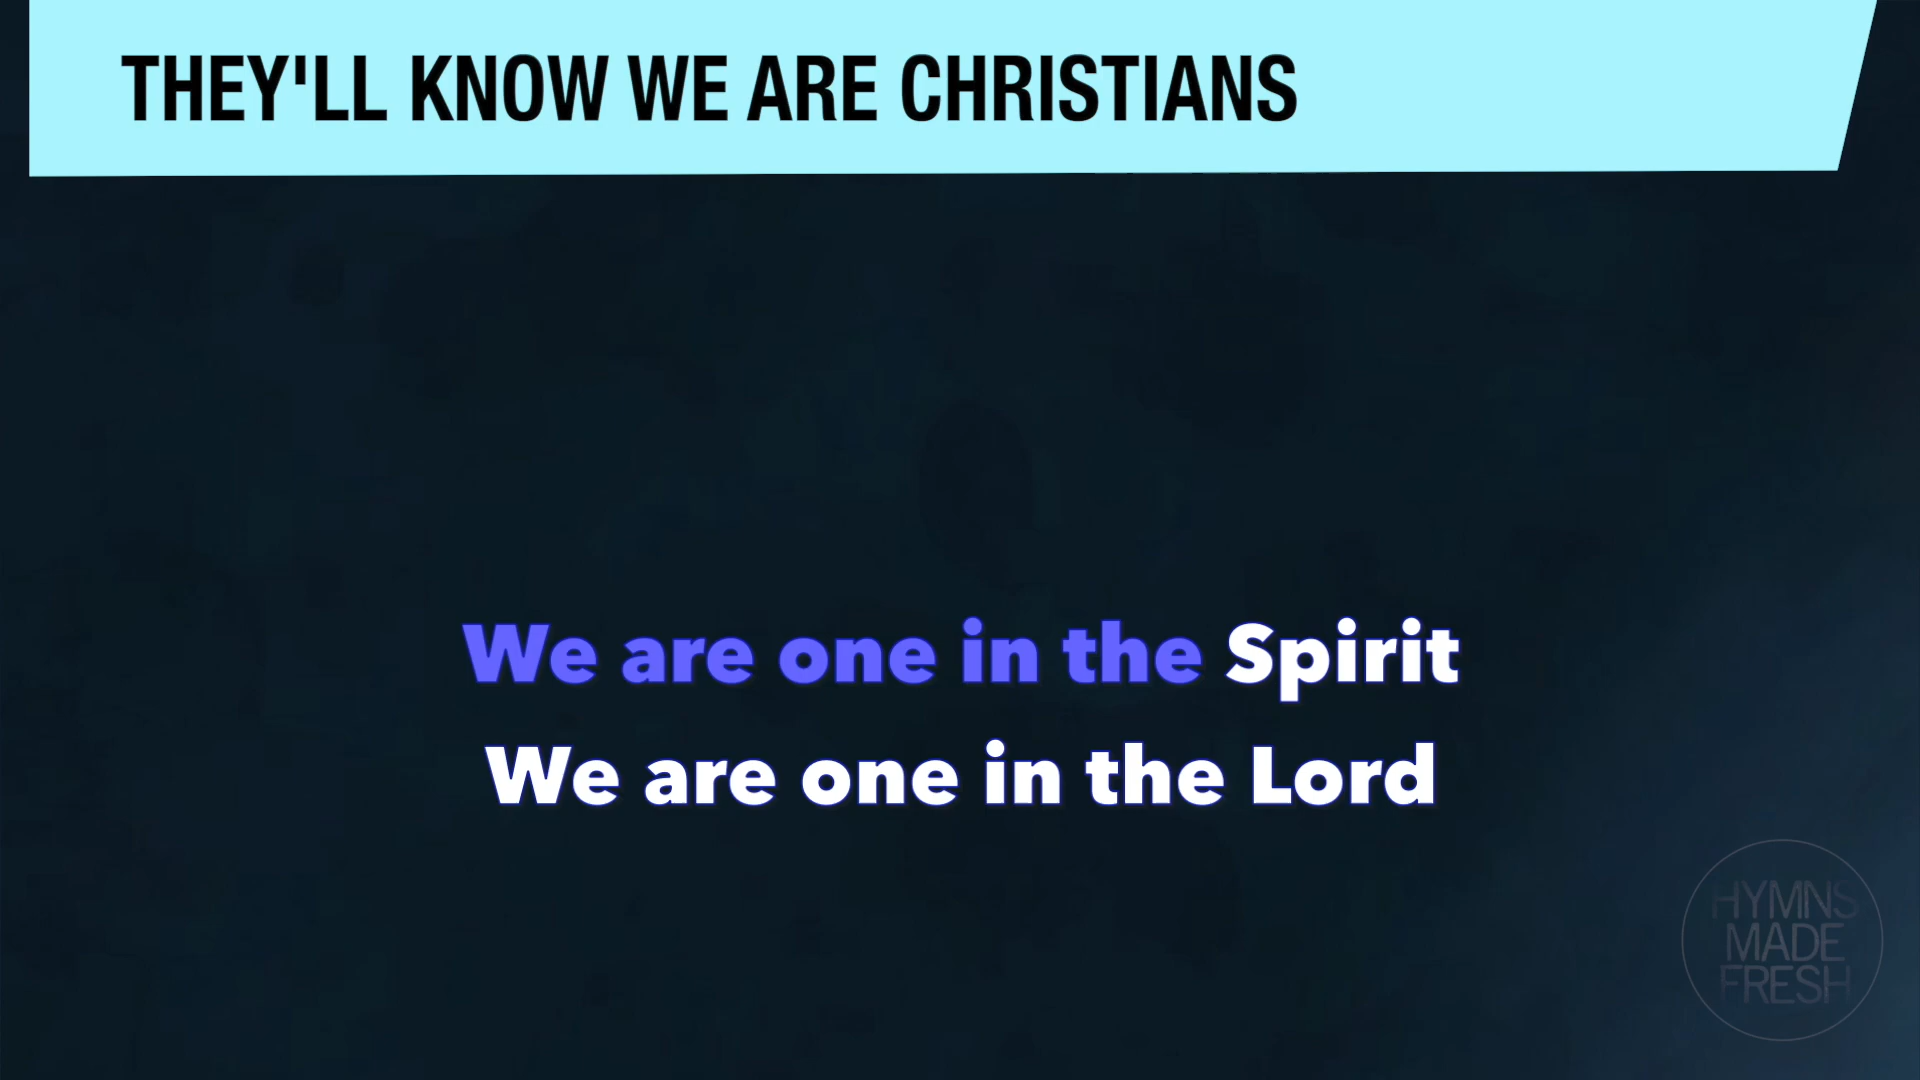 THEY'LL KNOW WE ARE CHRISTIANS
We are one in the Spirit
We are one in the Lord
HYMNS
MADE
FRESH